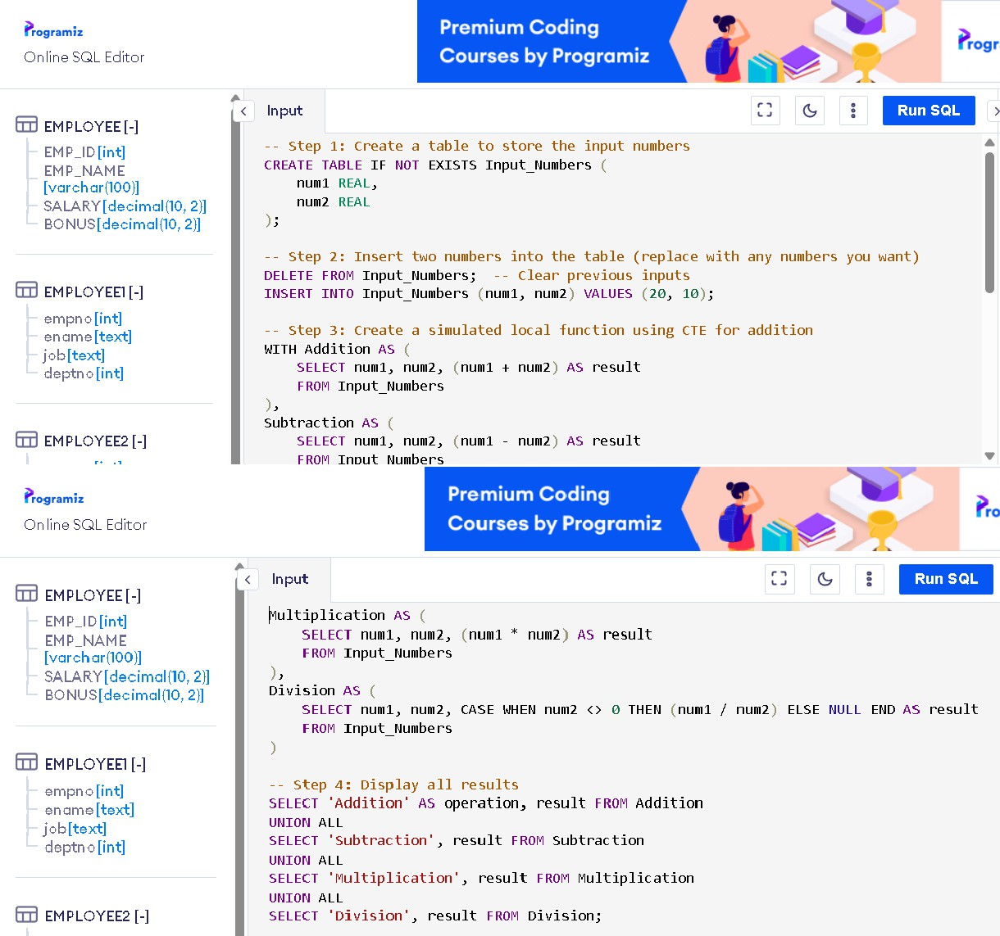 Programiz
Online SQL Editor
Premium Coding
Courses by Programiz
Progr
EMPLOYEE [-]
EMP_ID[int]
EMP_NAME
[varchar(100)]
SALARY[decimal(10, 2)]
BONUS[decimal(10, 2)]
EMPLOYEE1 [-]
empno[int]
ename[text]
job[text]
deptno[int]
EMPLOYEE2 [-]
Input
Run SQL
-- Step 1: Create a table to store the input numbers
CREATE TABLE IF NOT EXISTS Input_Numbers (
    num1 REAL,
    num2 REAL
);
-- Step 2: Insert two numbers into the table (replace with any numbers you want)
DELETE FROM Input_Numbers;  -- Clear previous inputs
INSERT INTO Input_Numbers (num1, num2) VALUES (20, 10);
-- Step 3: Create a simulated local function using CTE for addition
WITH Addition AS (
    SELECT num1, num2, (num1 + num2) AS result
    FROM Input_Numbers
),
Subtraction AS (
    SELECT num1, num2, (num1 - num2) AS result
    FROM Input_Numbers
Programiz
Online SQL Editor
Premium Coding
Courses by Programiz
Pro
EMPLOYEE [-]
EMP_ID[int]
EMP_NAME
[varchar(100)]
SALARY[decimal(10, 2)]
BONUS[decimal(10, 2)]
EMPLOYEE1 [-]
empno[int]
ename[text]
job[text]
deptno[int]
EMPLOYEE2 [-]
Input
Run SQL
Multiplication AS (
    SELECT num1, num2, (num1 * num2) AS result
    FROM Input_Numbers
),
Division AS (
    SELECT num1, num2, CASE WHEN num2 <> 0 THEN (num1 / num2) ELSE NULL END AS result
    FROM Input_Numbers
)
-- Step 4: Display all results
SELECT 'Addition' AS operation, result FROM Addition
UNION ALL
SELECT 'Subtraction', result FROM Subtraction
UNION ALL
SELECT 'Multiplication', result FROM Multiplication
UNION ALL
SELECT 'Division', result FROM Division;